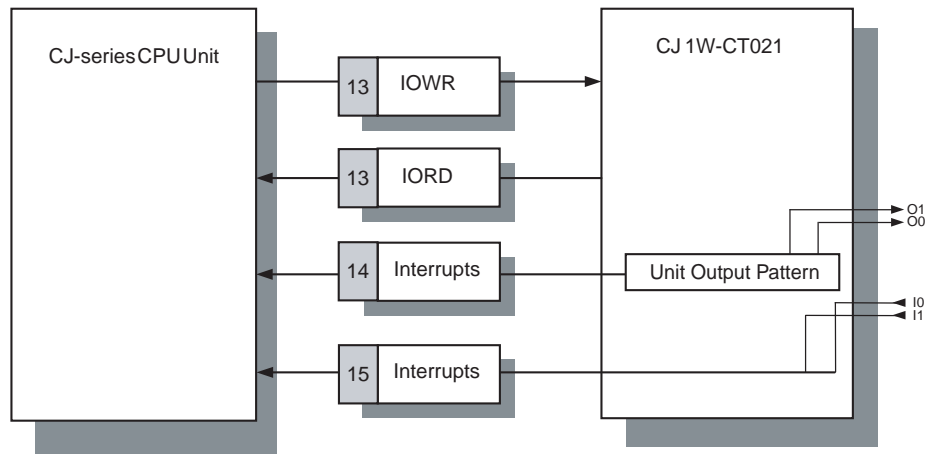 CJ-series CPU Unit
CJ1W-CT021
13 IOWR
13 IORD
14 Interrupts
Unit Output Pattern
O1
O0
I0
I1
15 Interrupts